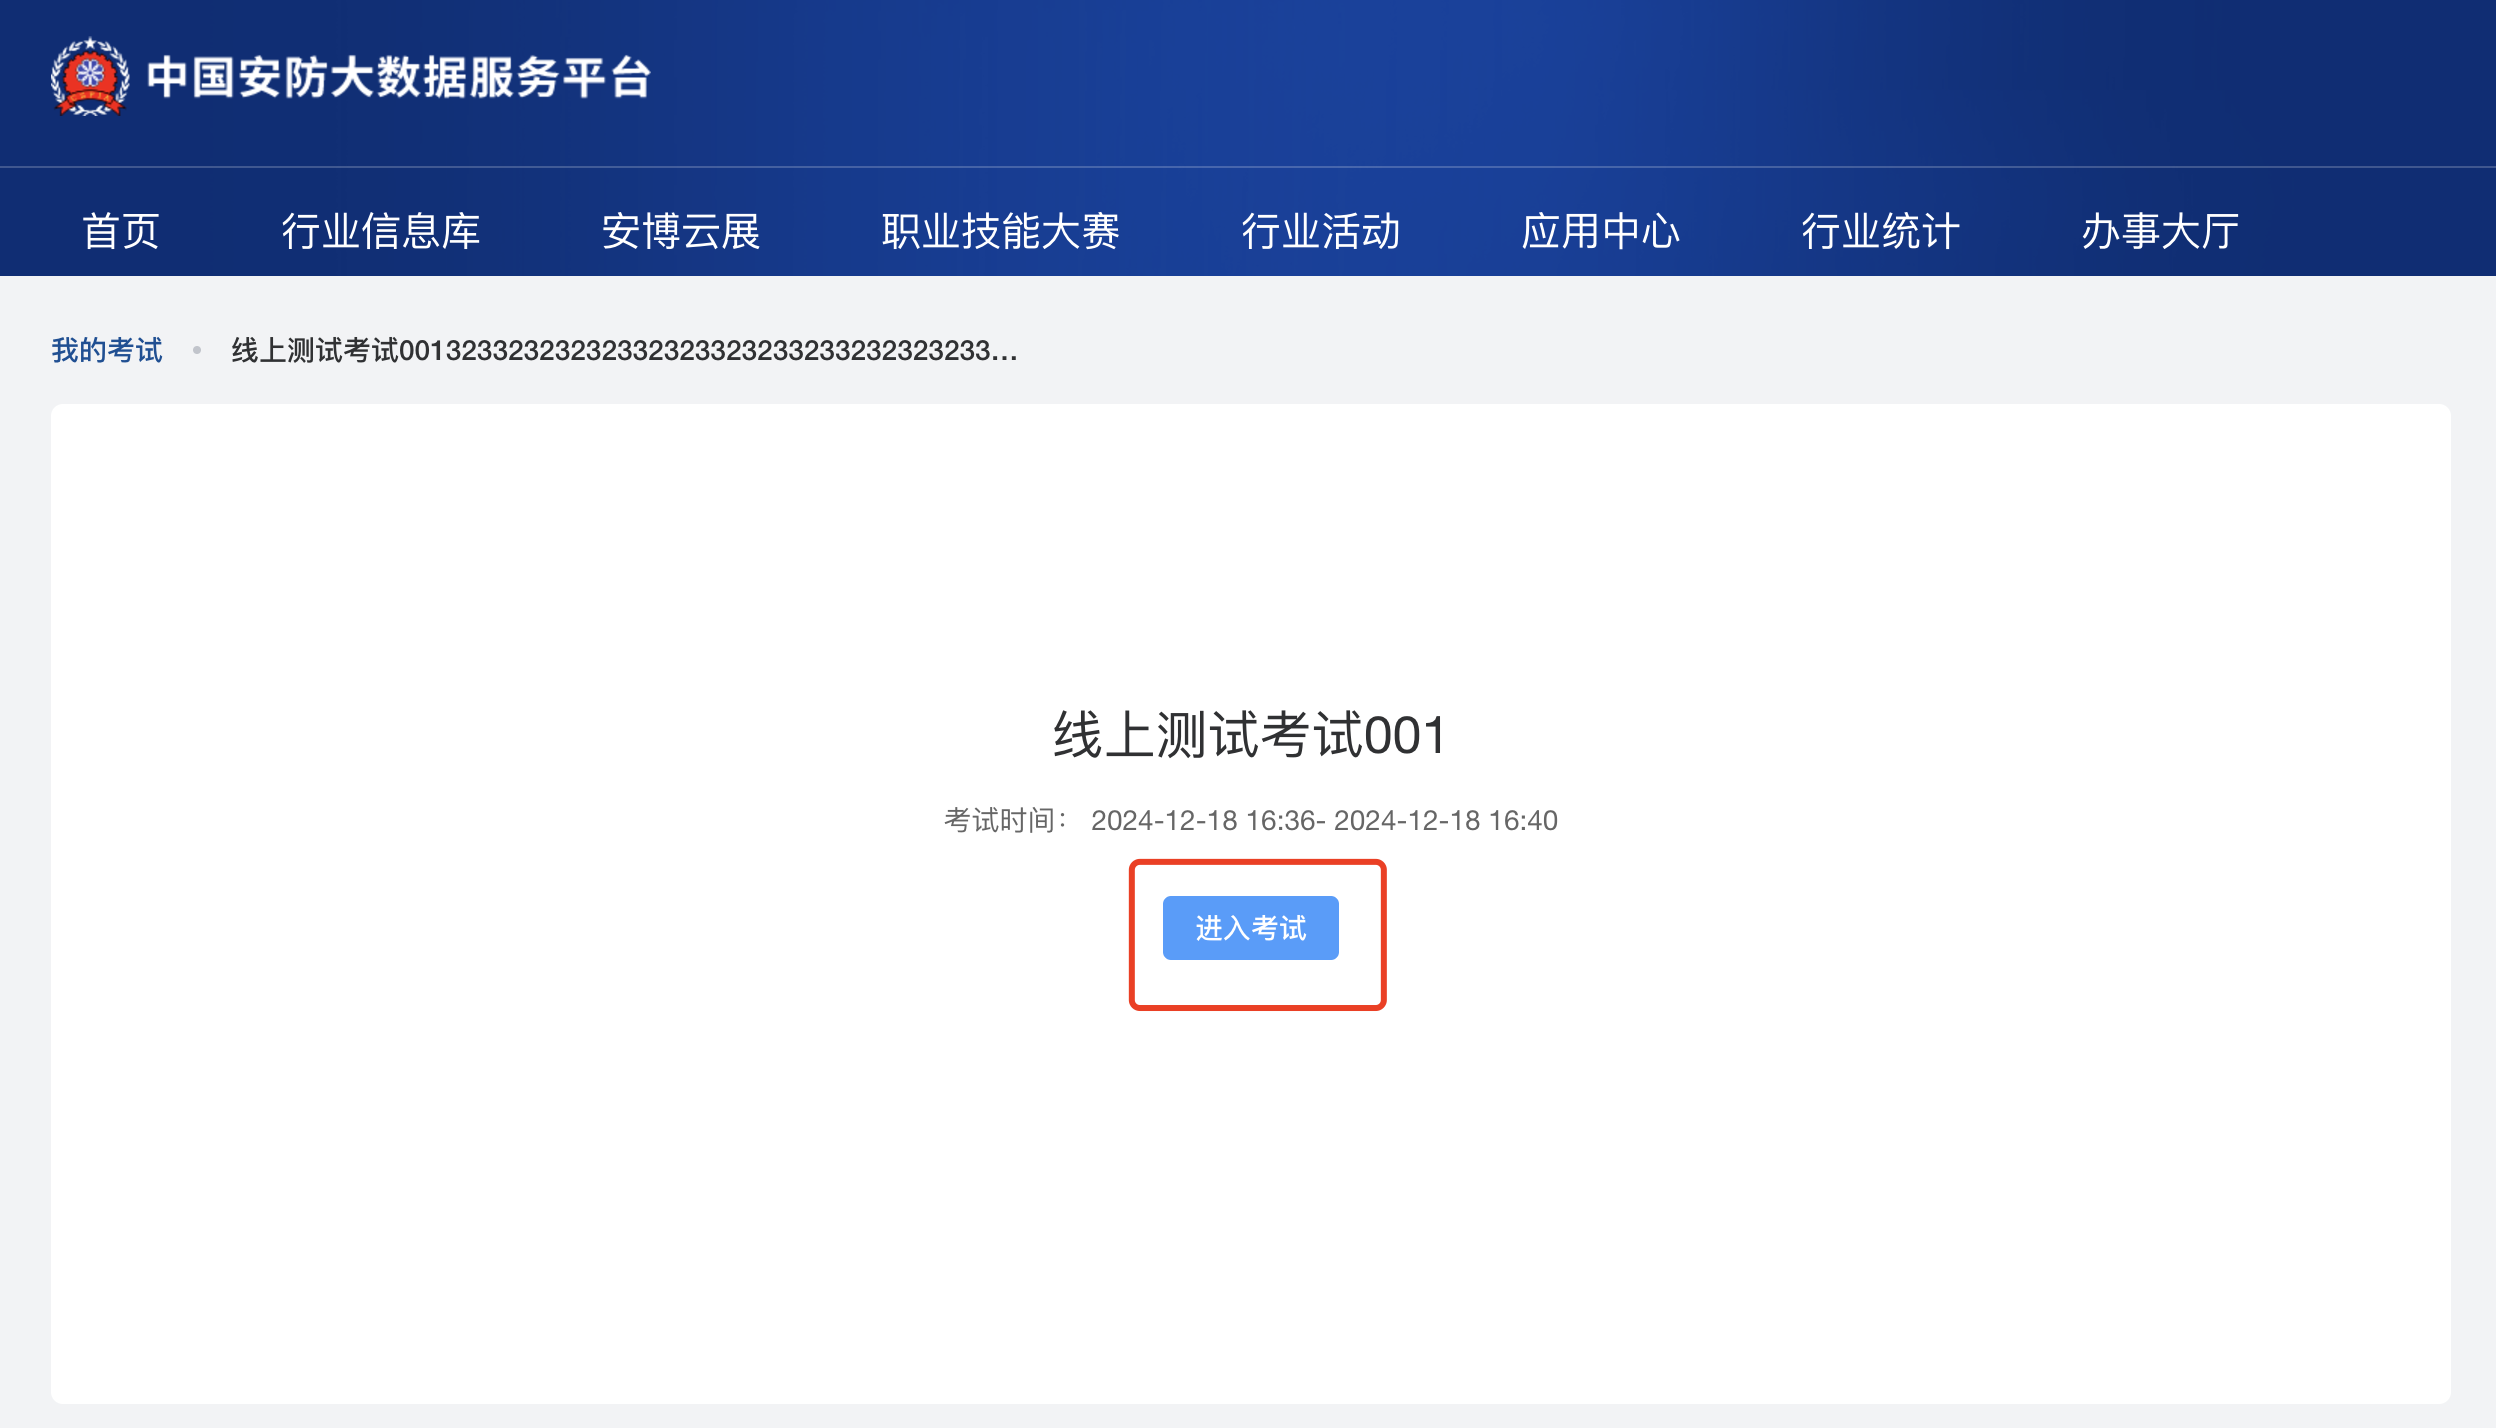 中国安防大数据服务平台
首页 行业信息库 安博云展 职业技能大赛 行业活动 应用中心 行业统计 办事大厅
我的考试 • 线上测试考试00132332323232332323323233233233232323233...
线上测试考试001
考试时间： 2024-12-18 16:36- 2024-12-18 16:40
进入考试